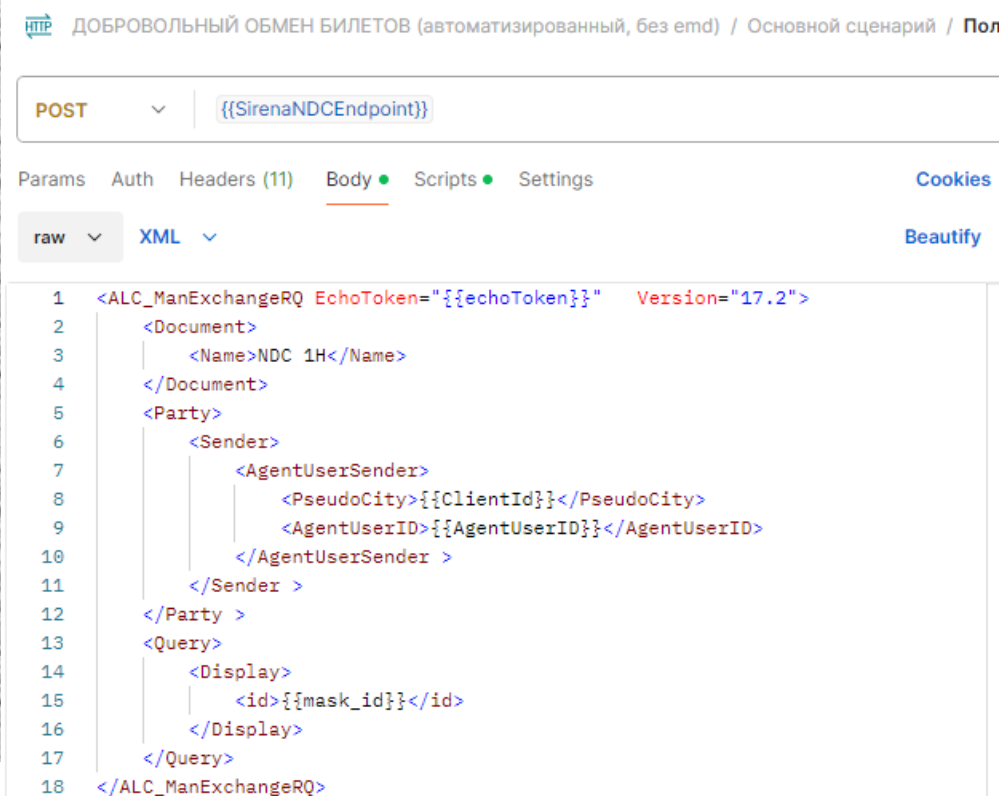 HTTP ДОБРОВОЛЬНЫЙ ОБМЕН БИЛЕТОВ (автоматизированный, без emd) / Основной сценарий / Пол
POST {{SirenaNDCEndpoint}}
Params Auth Headers (11) Body Scripts Settings Cookies
raw XML Beautify
1 <ALC_ManExchangeRQ EchoToken="{{echoToken}}"   Version="17.2">
2     <Document>
3         <Name>NDC 1H</Name>
4     </Document>
5     <Party>
6         <Sender>
7             <AgentUserSender>
8                 <PseudoCity>{{ClientId}}</PseudoCity>
9                 <AgentUserID>{{AgentUserID}}</AgentUserID>
10             </AgentUserSender >
11         </Sender >
12     </Party >
13     <Query>
14         <Display>
15             <id>{{mask_id}}</id>
16         </Display>
17     </Query>
18 </ALC_ManExchangeRQ>